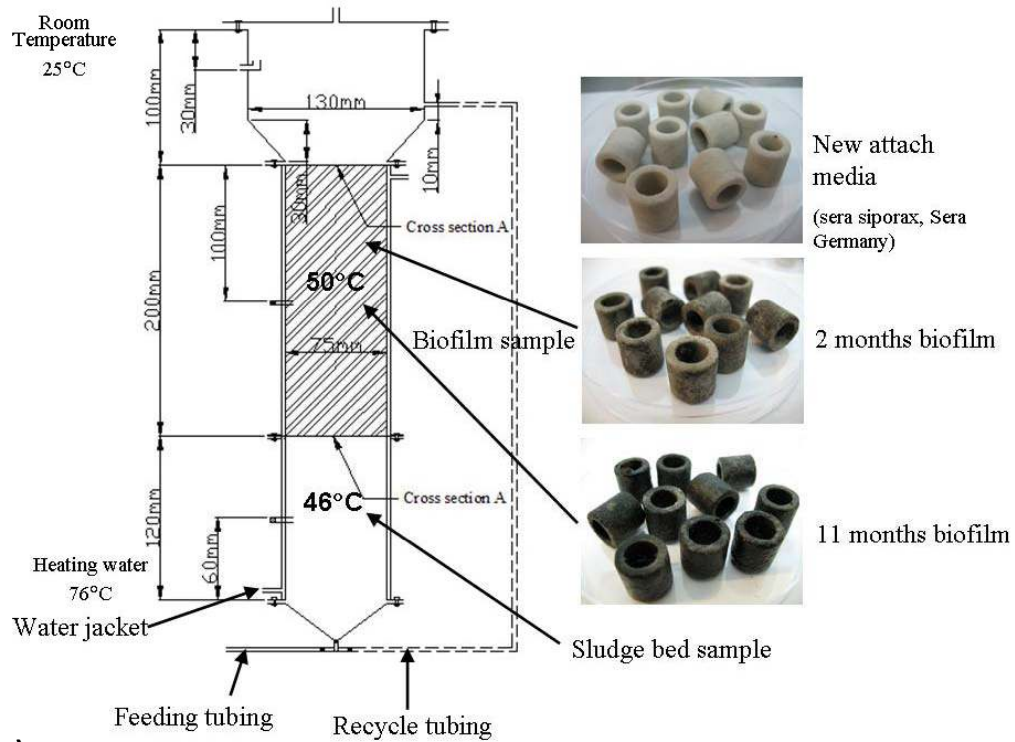 Room
Temperature
25°C
100mm
30mm
130mm
30mm
10mm
Cross section A
100mm
200mm
50°C
75mm
Biofilm sample
46°C
Cross section A
120mm
60mm
Heating water
76°C
Water jacket
Feeding tubing
Recycle tubing
Sludge bed sample
New attach
media
(sera siporax, Sera
Germany)
2 months biofilm
11 months biofilm